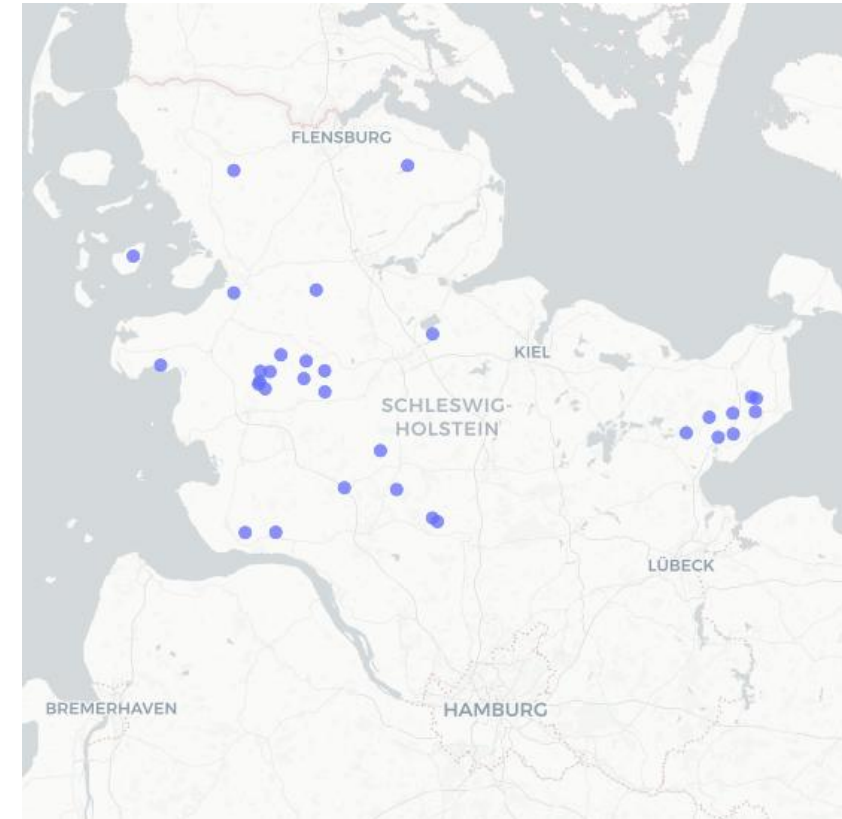 FLENSBURG
KIEL
SCHLESWIG-
HOLSTEIN
LÜBECK
BREMERHAVEN
HAMBURG